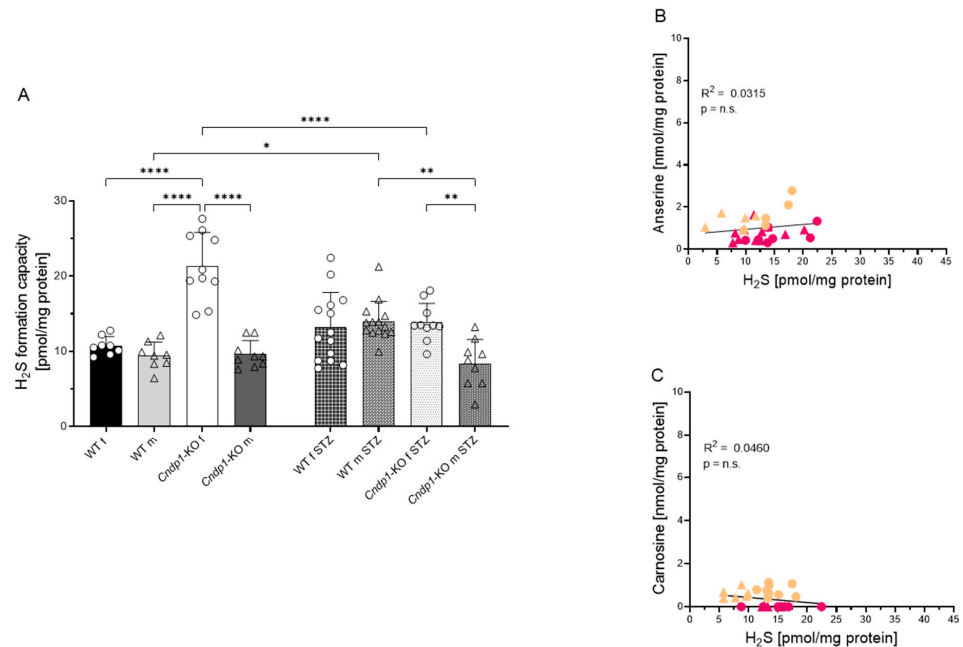 A
H2S formation capacity
[pmol/mg protein]
30
20
10
0
****
*
****
**
****
****
**
WT f
WT m
Cndp1-KO f
Cndp1-KO m
WT f STZ
WT m STZ
Cndp1-KO f STZ
Cndp1-KO m STZ
B
Anserine [nmol/mg protein]
10
8
6
4
2
0
R2 = 0.0315
p = n.s.
0 5 10 15 20 25 30 35 40 45
H2S [pmol/mg protein]
C
Carnosine [nmol/mg protein]
10
8
6
4
2
0
R2 = 0.0460
p = n.s.
0 5 10 15 20 25 30 35 40 45
H2S [pmol/mg protein]